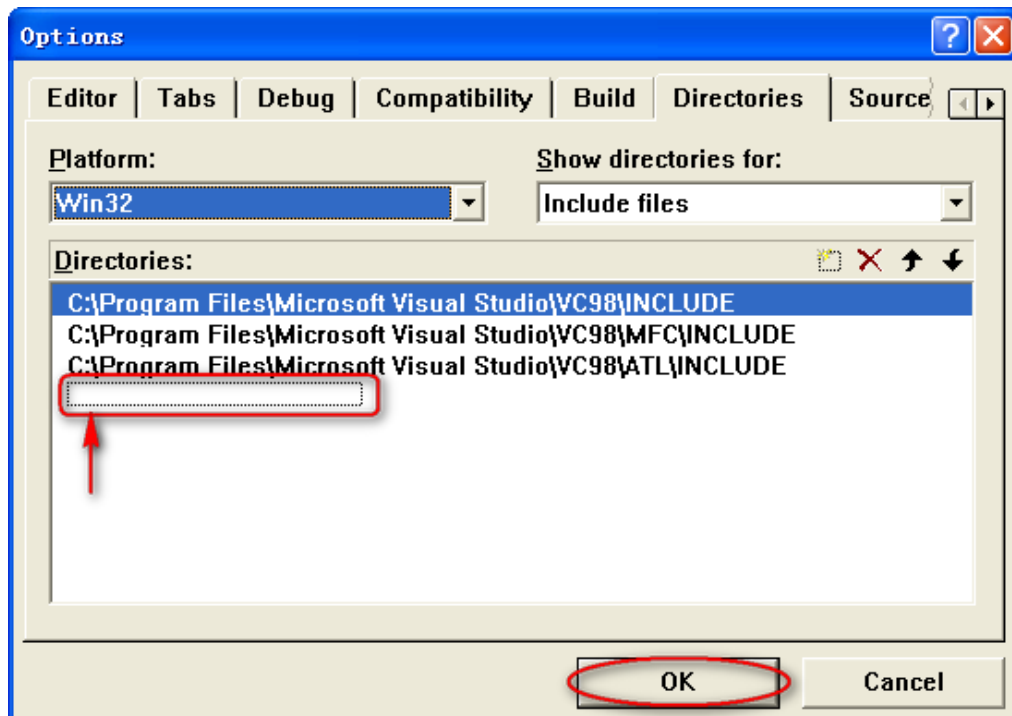 Options
Editor Tabs Debug Compatibility Build Directories Source
Platform: Show directories for:
Win32 Include files
Directories:
C:\Program Files\Microsoft Visual Studio\VC98\INCLUDE
C:\Program Files\Microsoft Visual Studio\VC98\MFC\INCLUDE
C:\Program Files\Microsoft Visual Studio\VC98\ATL\INCLUDE
OK Cancel